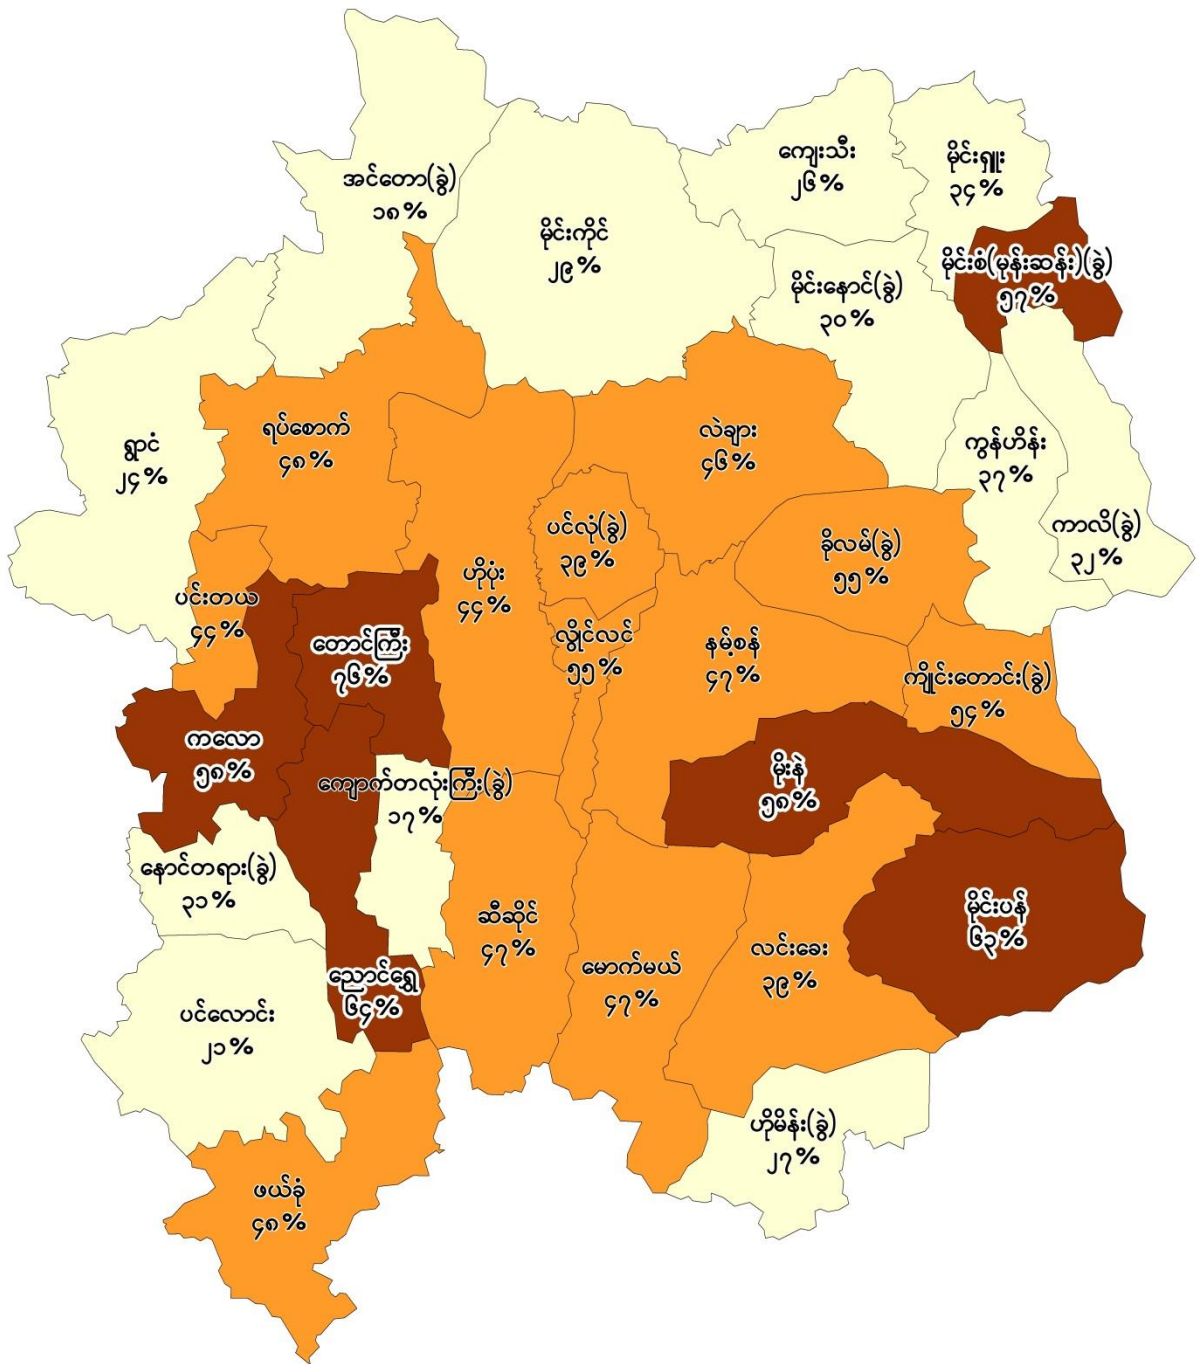 ကျေးသီး
၂၆%
မိုင်းရှူး
၃၄%
အင်တော(ခွဲ)
၁၈%
မိုင်းကိုင်
၂၉%
မိုင်းစံ(မုန်းဆန်း)(ခွဲ)
၅၇%
မိုင်းနောင်(ခွဲ)
၃၀%
ရွာငံ
၂၄%
ရပ်စောက်
၄၈%
လဲချား
၄၆%
ကွန်ဟိန်း
၃၇%
ကာလိ(ခွဲ)
၃၂%
ပင်လုံ(ခွဲ)
၃၉%
ခိုလမ်(ခွဲ)
၅၅%
ပင်းတယ
၄၄%
ဟိုပုံး
၄၄%
တောင်ကြီး
၇၆%
လွိုင်လင်
၅၅%
နမ့်စန်
၄၇%
ကျိုင်းတောင်း(ခွဲ)
၅၄%
ကလော
၅၈%
ကျောက်တလုံးကြီး(ခွဲ)
၁၇%
မိုးနဲ
၅၈%
နောင်တရား(ခွဲ)
၃၁%
ဆီဆိုင်
၄၇%
မိုင်းပန်
၆၃%
ညောင်ရွှေ
၆၄%
မောက်မယ်
၄၇%
လင်းခေး
၃၉%
ပင်လောင်း
၂၁%
ဟိုမိန်း(ခွဲ)
၂၇%
ဖယ်ခုံ
၄၈%